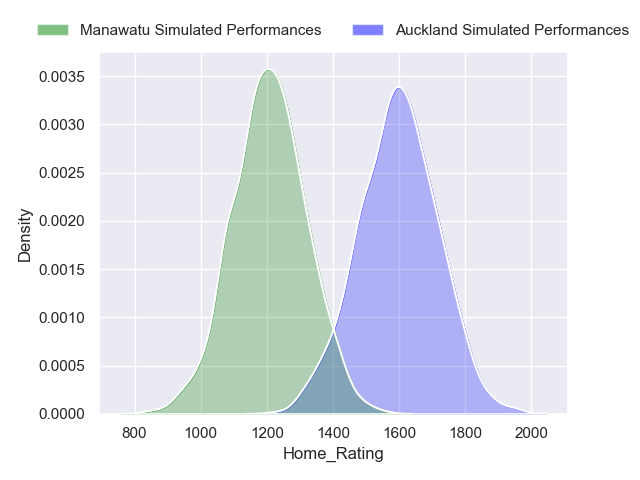 Manawatu Simulated Performances
Auckland Simulated Performances
Density
0.0035
0.0030
0.0025
0.0020
0.0015
0.0010
0.0005
0.0000
800 1000 1200 1400 1600 1800 2000
Home_Rating